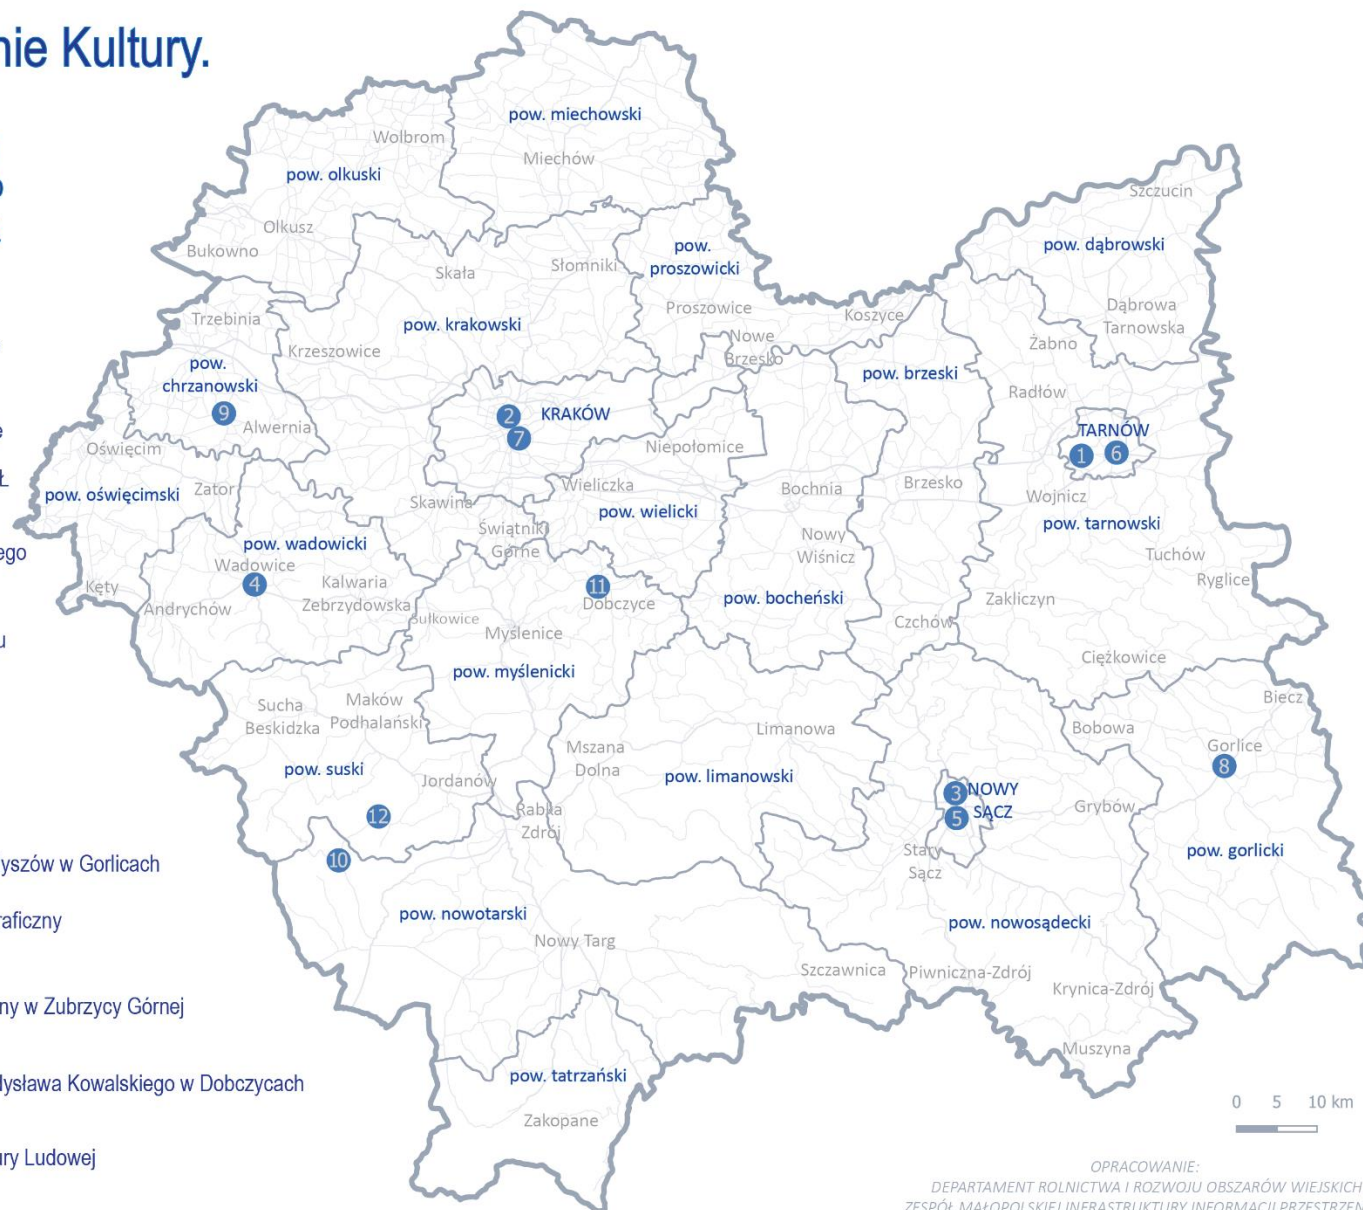 nie Kultury.
pow. miechowski
Wolbrom
Miechów
pow. olkuski
Szczucin
Olkusz
Bukowno
pow.
proszowicki
pow. dąbrowski
Skała
Słomniki
Trzebinia
pow. krakowski
Proszowice
Koszyce
Dąbrowa
Tarnowska
Krzeszowice
Nowe
Brzesko
Żabno
pow.
chrzanowski
pow. brzeski
Radłów
9
Alwernia
2
KRAKÓW
7
TARNÓW
1
6
e
Oświęcim
Niepołomice
Ł
pow. oświęcimski
Zator
Skawina
Wieliczka
Bochnia
Brzesko
Wojnicz
pow. wielicki
pow. tarnowski
Świątniki
Górne
Nowy
Wiśnicz
ego
pow. wadowicki
Wadowice
4
Tuchów
Ryglice
Kęty
Andrychów
Kalwaria
Zebrzydowska
11
Dobczyce
pow. bocheński
Zakliczyn
Sułkowice
Myślenice
Czchów
u
pow. myślenicki
Ciężkowice
Sucha
Beskidzka
Maków
Podhalański
Biecz
Limanowa
Bobowa
Mszana
Dolna
Gorlice
8
pow. suski
Jordanów
pow. limanowski
3
NOWY
SĄCZ
5
Grybów
12
Rabka
Zdrój
Stary
Sącz
pow. gorlicki
10
yszów w Gorlicach
pow. nowotarski
pow. nowosądecki
raficzny
Nowy Targ
Szczawnica
Piwniczna-Zdrój
Krynica-Zdrój
ny w Zubrzycy Górnej
Muszyna
pow. tatrzański
dysława Kowalskiego w Dobczycach
Zakopane
0 5 10 km
ury Ludowej
OPRACOWANIE:
DEPARTAMENT ROLNICTWA I ROZWOJU OBSZARÓW WIEJSKICH
ZESPÓŁ MAŁOPOLSKIEJ INFRASTRUKTURY INFORMACJI PRZESTRZEN